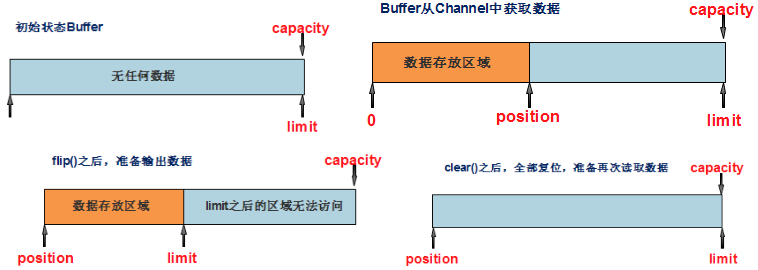 初始状态Buffer
capacity
无任何数据
limit
Buffer从Channel中获取数据
capacity
数据存放区域
0
position
limit
flip()之后，准备输出数据
capacity
数据存放区域
limit之后的区域无法访问
position
limit
clear()之后，全部复位，准备再次读取数据
capacity
position
limit